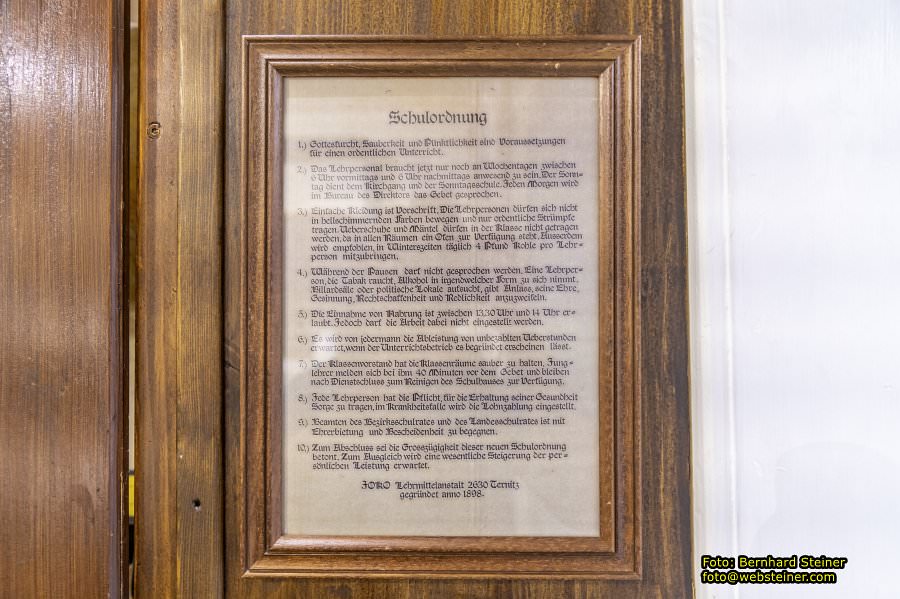 Schulordnung
1.) Gottesfurcht, Sauberkeit und Pünktlichkeit sind Voraussetzungen
für einen ordentlichen Unterricht.
2.) Das Lehrpersonal braucht jetzt nur noch an Wochentagen zwischen
6 Uhr vormittags und 6 Uhr nachmittags anwesend zu sein. Der Sonn=
tag dient dem Kirchgang und der Sonntagsschule. Jeden Morgen wird
im Bureau des Direktors das Gebet gesprochen.
3.) Einfache Kleidung ist Vorschrift. Die Lehrpersonen dürfen sich nicht
in hellschimmernden Farben bewegen und nur ordentliche Strümpfe
tragen. Ueberschuhe und Mäntel dürfen in der Klasse nicht getragen
werden, da in allen Räumen ein Ofen zur Verfügung steht. Ausserdem
wird empfohlen, in Winterszeiten täglich 4 Pfund Kohle pro Lehr=
person mitzubringen.
4.) Während der Pausen darf nicht gesprochen werden. Eine Lehrper=
son, die Tabak raucht, Alkohol in irgendwelcher Form zu sich nimmt,
Billardsäle oder politische Lokale aufsucht, gibt Anlass, seine Ehre,
Gesinnung, Rechtschaffenheit und Redlichkeit anzuzweifeln.
5.) Die Einnahme von Nahrung ist zwischen 13.30 Uhr und 14 Uhr er=
laubt. Jedoch darf die Arbeit dabei nicht eingestellt werden.
6.) Es wird von jedermann die Ableistung von unbezahlten Ueberstunden
erwartet, wenn der Unterrichtsbetrieb es begründet erscheinen lässt.
7.) Der Klassenvorstand hat die Klassenräume sauber zu halten. Jung=
lehrer melden sich bei ihm 40 Minuten vor dem Gebet und bleiben
nach Dienstschluss zum Reinigen des Schulhauses zur Verfügung.
8.) Jede Lehrperson hat die Pflicht, für die Erhaltung seiner Gesundheit
Sorge zu tragen, im Krankheitsfalle wird die Lohnzahlung eingestellt.
9.) Beamten des Bezirksschulrates und des Landesschulrates ist mit
Ehrerbietung und Bescheidenheit zu begegnen.
10.) Zum Abschluss sei die Grosszügigkeit dieser neuen Schulordnung
betont. Zum Ausgleich wird eine wesentliche Steigerung der per=
sönlichen Leistung erwartet.
JOKO Lehrmittelanstalt 2630 Ternitz
gegründet anno 1898.
Foto: Bernhard Steiner
foto@websteiner.com